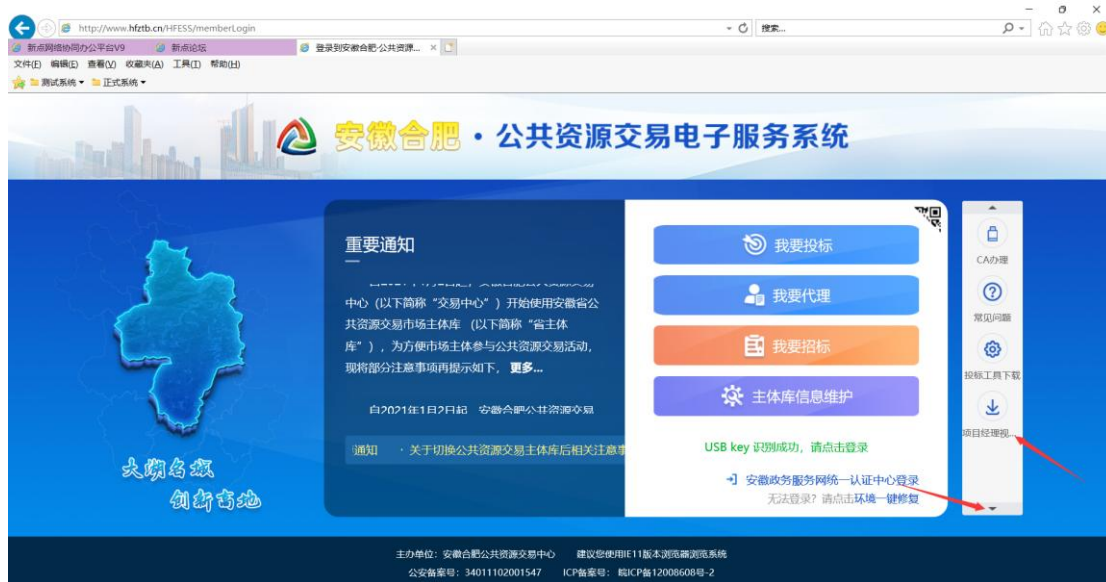 http://www.hfztb.cn/HFESS/memberLogin
搜索...
新点网络协同办公平台V9
新点论坛
登录到安徽合肥·公共资源...
文件(F) 编辑(E) 查看(V) 收藏夹(A) 工具(T) 帮助(H)
测试系统
正式系统
安徽合肥·公共资源交易电子服务系统
重要通知
中心（以下简称“交易中心”）开始使用安徽省公
共资源交易市场主体库 （以下简称“省主体
库”），为方便市场主体参与公共资源交易活动，
现将部分注意事项再提示如下， 更多...
自2021年1月2日起 安徽合肥公共资源交易
通知 · 关于切换公共资源交易主体库后相关注意事
我要投标
我要代理
我要招标
主体库信息维护
USB key 识别成功，请点击登录
安徽政务服务网统一认证中心登录
无法登录？请点击环境一键修复
CA办理
常见问题
投标工具下载
项目经理视...
大湖名城
创新高地
主办单位：安徽合肥公共资源交易中心 建议您使用IE11版本浏览器浏览系统
公安备案号：34011102001547 ICP备案号：皖ICP备12008608号-2